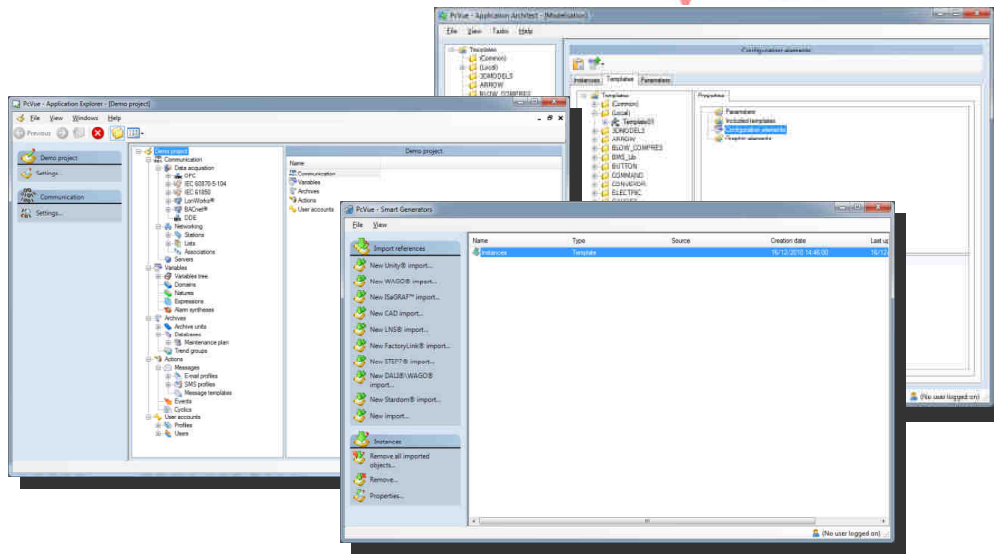 PcVue - Application Architect - [Modelisation]
File View Tasks Help
Templates
(Common)
(Local)
3DMODELS
ARROW
BLOW_COMPRES
Configuration elements
Instances Templates Parameters
Templates
(Common)
(Local)
Template01
3DMODELS
ARROW
BLOW_COMPRES
BMS_Lib
BUTTON
COMMAND
CONVEYOR
ELECTRIC
Properties
Parameters
Included templates
Configuration elements
Graphic elements
(No user logged on)
PcVue - Application Explorer - [Demo project]
File View Windows Help
Previous
Demo project
Settings...
Communication
Settings...
Demo project
Communication
Data acquisition
OPC
IEC 60870-5-104
IEC 61850
LonWorks®
BACnet®
DDE
Networking
Stations
Lists
Associations
Servers
Variables
Variables tree
Domains
Natures
Expressions
Alarm syntheses
Archives
Archive units
Databases
Maintenance plan
Trend groups
Actions
Messages
E-mail profiles
SMS profiles
Message templates
Events
Cyclics
User accounts
Profiles
Users
Demo project
Name
Communication
Variables
Archives
Actions
User accounts
PcVue - Smart Generators
File View
Import references
New Unity® import...
New WAGO® import...
New ISaGRAF™ import...
New CAD import...
New LNS® import...
New FactoryLink® import...
New STEP7® import...
New DALI®\WAGO®
import...
New Stardom® import...
New import...
Instances
Remove all imported
objects...
Remove...
Properties...
Name Type Source Creation date Last up
Instances Template 16/12/2010 14:46:00 16/12/
(No user logged on)